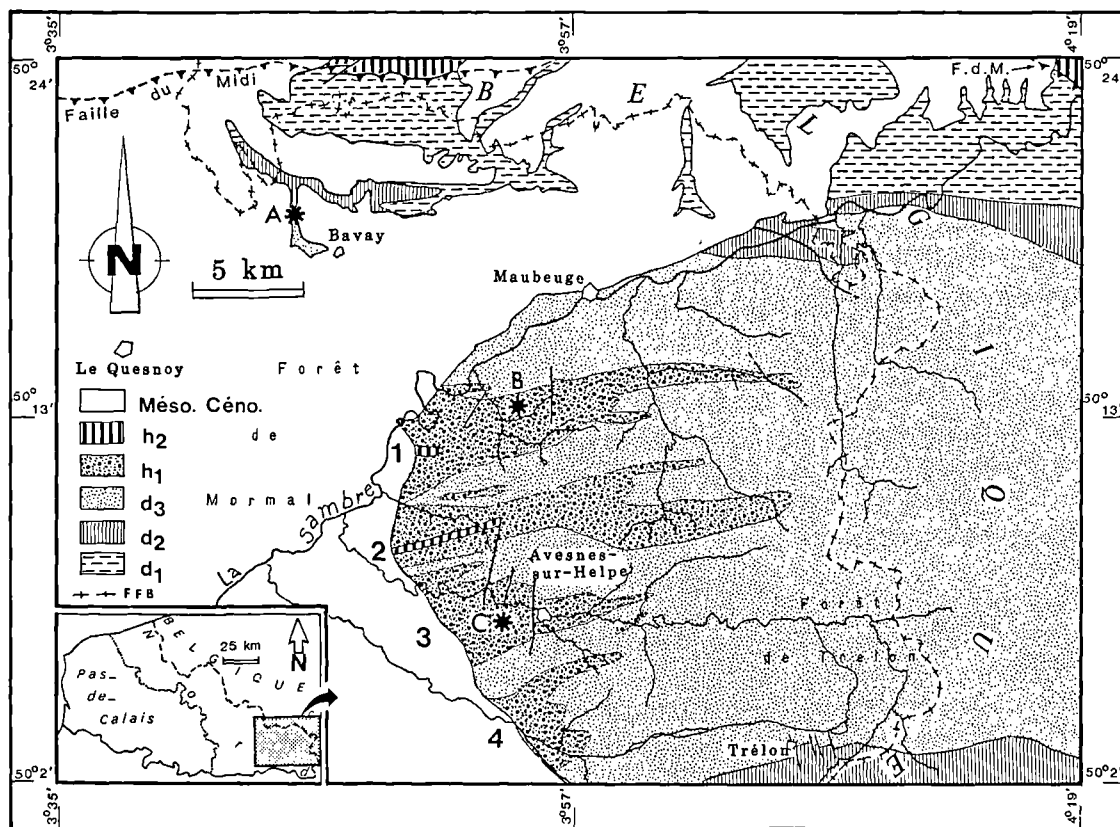 3°35'
3°57'
4°19'
50°
24'
Faille du Midi
B E L G I Q U E
F.d.M.
50°
24'
A
Bavay
N
5 km
Maubeuge
Le Quesnoy
Forêt
de
Mormal
50°
13'
B
50°
13'
Méso. Céno.
h2
h1
d3
d2
d1
FFB
1
La Sambre
2
Avesnes-
sur-Helpe
3
C
Forêt
de Trelon
4
Trélon
BELGIQUE
25 km
N
Pas-
de-
Calais
Nord
50°2'
50°2'
3°35'
3°57'
4°19'